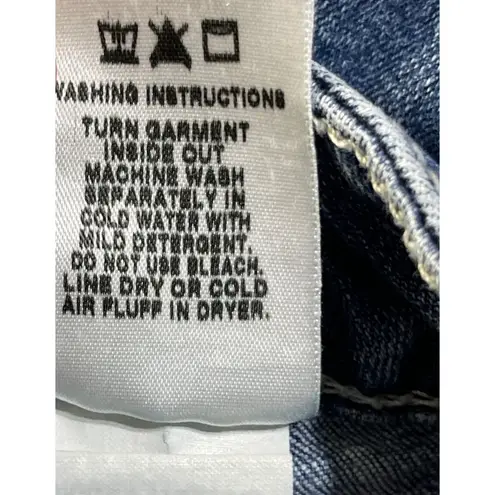 WASHING INSTRUCTIONS
TURN GARMENT
INSIDE OUT
MACHINE WASH
SEPARATELY IN
COLD WATER WITH
MILD DETERGENT.
DO NOT USE BLEACH.
LINE DRY OR COLD
AIR FLUFF IN DRYER.